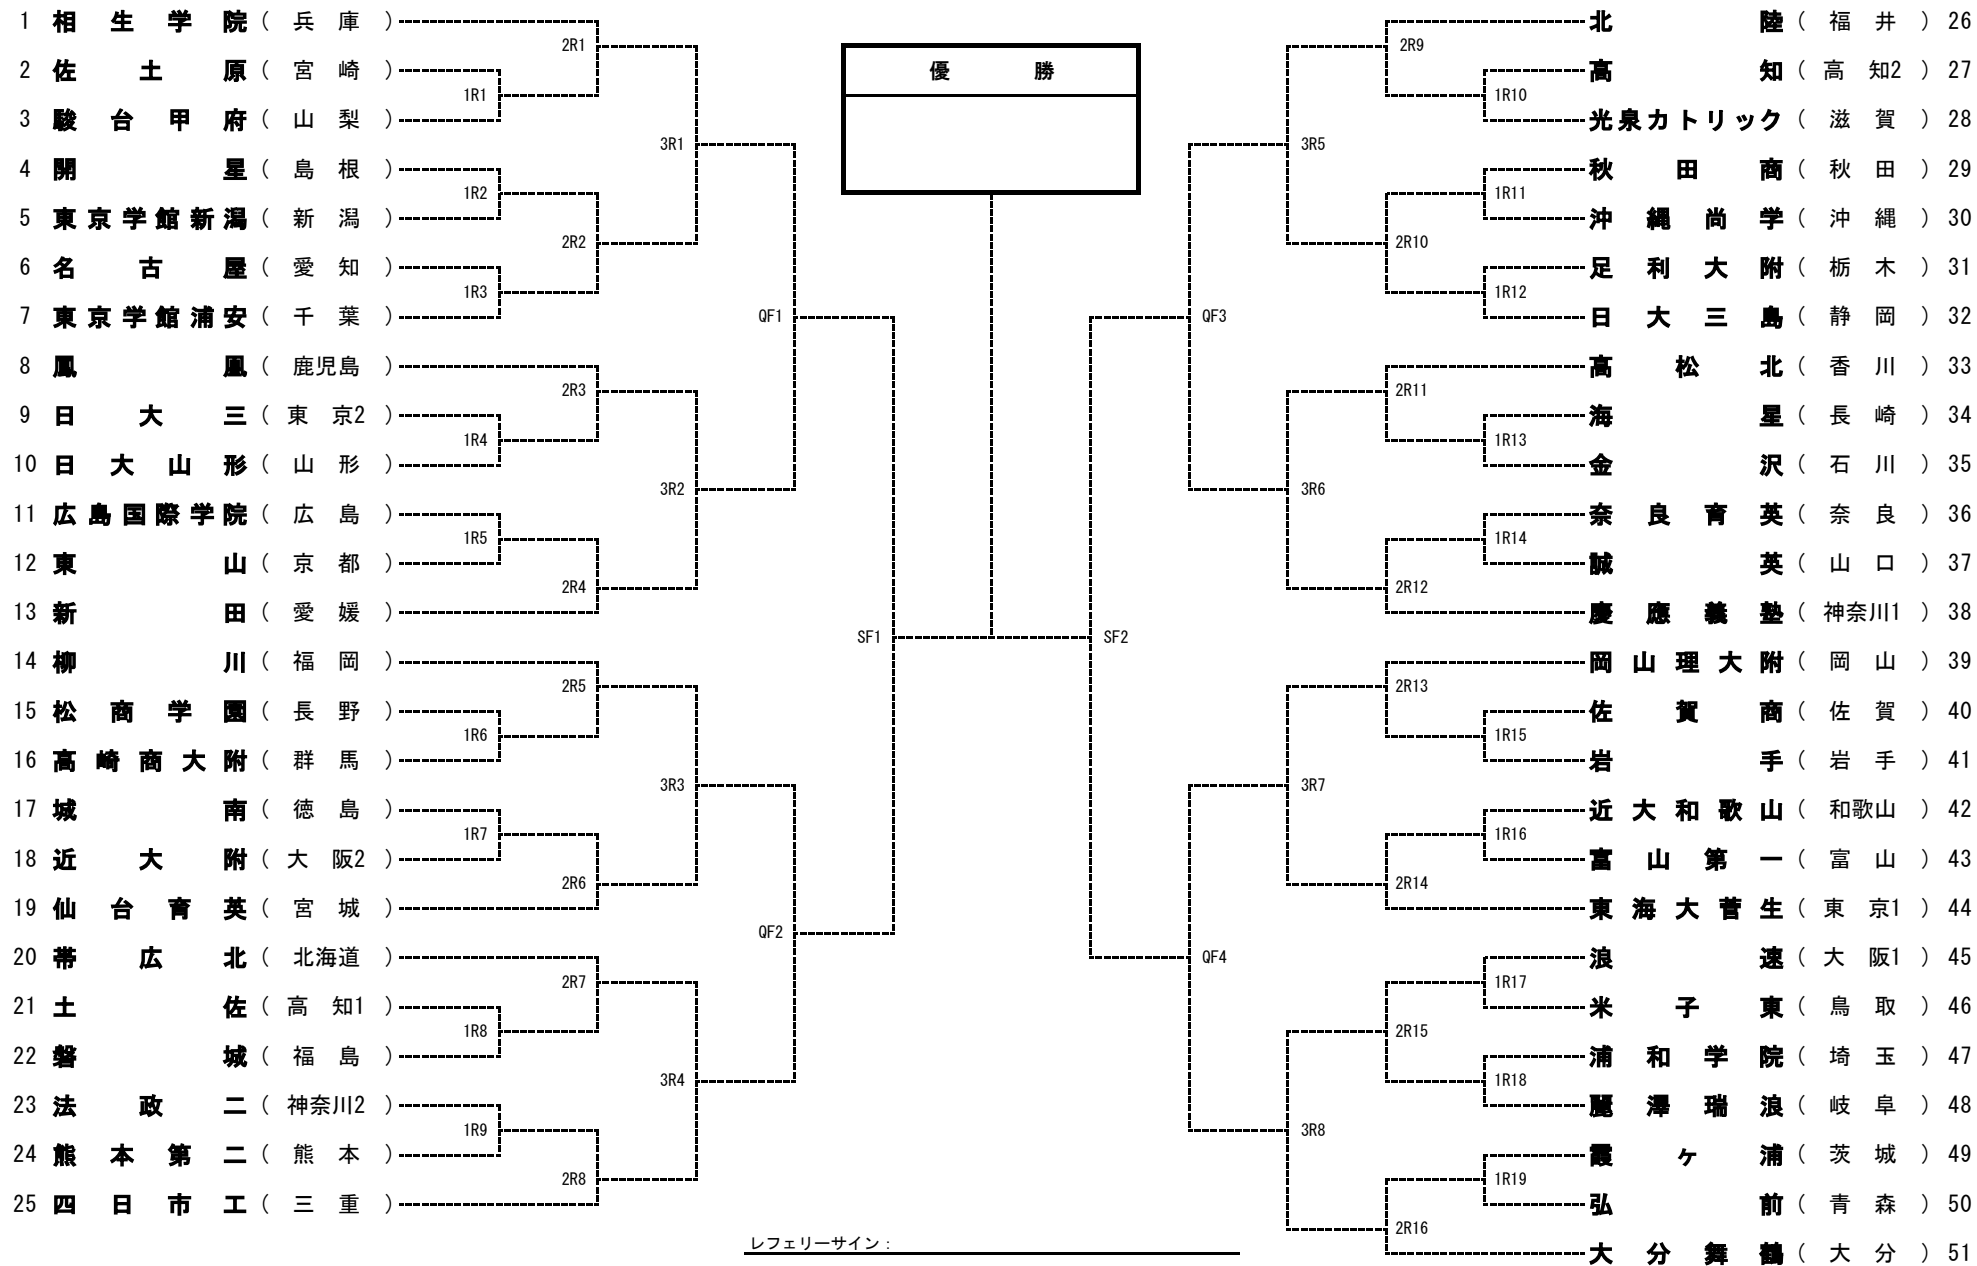 1 相生学院 （ 兵庫 ）
2 佐土原 （ 宮崎 ）
3 駿台甲府 （ 山梨 ）
4 開星 （ 島根 ）
5 東京学館新潟 （ 新潟 ）
6 名古屋 （ 愛知 ）
7 東京学館浦安 （ 千葉 ）
8 鳳凰 （ 鹿児島 ）
9 日大三 （ 東京2 ）
10 日大山形 （ 山形 ）
11 広島国際学院 （ 広島 ）
12 東山 （ 京都 ）
13 新田 （ 愛媛 ）
14 柳川 （ 福岡 ）
15 松商学園 （ 長野 ）
16 高崎商大附 （ 群馬 ）
17 城南 （ 徳島 ）
18 近大附 （ 大阪2 ）
19 仙台育英 （ 宮城 ）
20 帯広北 （ 北海道 ）
21 土佐 （ 高知1 ）
22 磐城 （ 福島 ）
23 法政二 （ 神奈川2 ）
24 熊本第二 （ 熊本 ）
25 四日市工 （ 三重 ）
1R1
1R2
1R3
1R4
1R5
1R6
1R7
1R8
1R9
2R1
2R2
2R3
2R4
2R5
2R6
2R7
2R8
3R1
3R2
3R3
3R4
QF1
QF2
SF1
優勝
レフェリーサイン：
SF2
QF3
QF4
3R5
3R6
3R7
3R8
2R9
2R10
2R11
2R12
2R13
2R14
2R15
2R16
1R10
1R11
1R12
1R13
1R14
1R15
1R16
1R17
1R18
1R19
北陸 （ 福井 ） 26
高知 （ 高知2 ） 27
光泉カトリック （ 滋賀 ） 28
秋田商 （ 秋田 ） 29
沖縄尚学 （ 沖縄 ） 30
足利大附 （ 栃木 ） 31
日大三島 （ 静岡 ） 32
高松北 （ 香川 ） 33
海星 （ 長崎 ） 34
金沢 （ 石川 ） 35
奈良育英 （ 奈良 ） 36
誠英 （ 山口 ） 37
慶應義塾 （ 神奈川1 ） 38
岡山理大附 （ 岡山 ） 39
佐賀商 （ 佐賀 ） 40
岩手 （ 岩手 ） 41
近大和歌山 （ 和歌山 ） 42
富山第一 （ 富山 ） 43
東海大菅生 （ 東京1 ） 44
浪速 （ 大阪1 ） 45
米子東 （ 鳥取 ） 46
浦和学院 （ 埼玉 ） 47
麗澤瑞浪 （ 岐阜 ） 48
霞ヶ浦 （ 茨城 ） 49
弘前 （ 青森 ） 50
大分舞鶴 （ 大分 ） 51